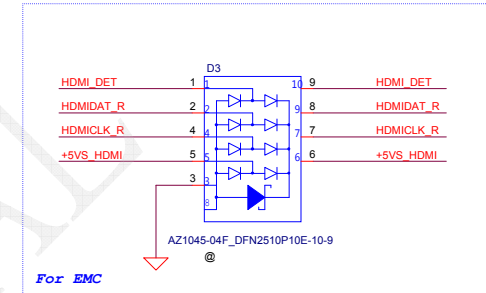 D3
HDMI_DET 1 1 10 9 HDMI_DET
HDMIDAT_R 2 2 9 8 HDMIDAT_R
HDMICLK_R 4 4 7 7 HDMICLK_R
+5VS_HDMI 5 5 6 6 +5VS_HDMI
3 3
8
AZ1045-04F_DFN2510P10E-10-9
@
For EMC